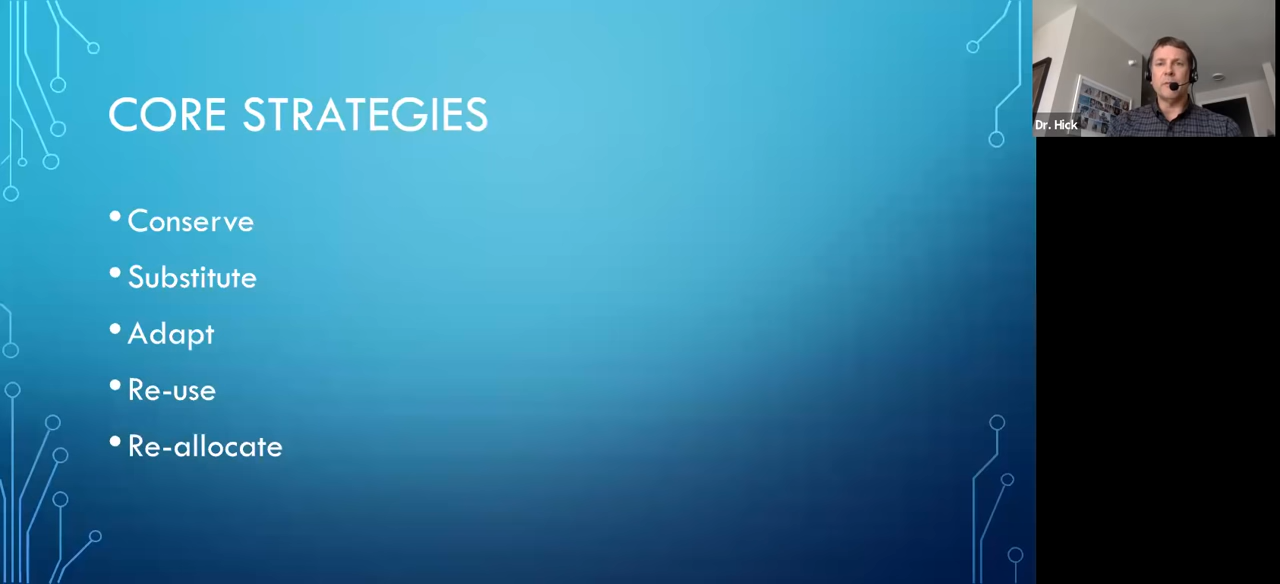 CORE STRATEGIES
• Conserve
• Substitute
• Adapt
• Re-use
• Re-allocate
Dr. Hick